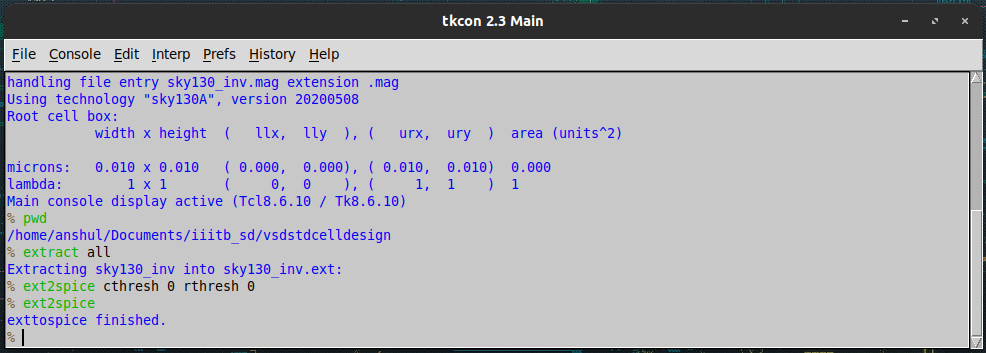 tkcon 2.3 Main
File Console Edit Interp Prefs History Help
handling file entry sky130_inv.mag extension .mag
Using technology "sky130A", version 20200508
Root cell box:
           width x height  (   llx,  lly  ), (   urx,  ury  )  area (units^2)
microns:   0.010 x 0.010   ( 0.000,  0.000), ( 0.010,  0.010)  0.000
lambda:        1 x 1       (     0,  0    ), (     1,  1    )  1
Main console display active (Tcl8.6.10 / Tk8.6.10)
% pwd
/home/anshul/Documents/iiitb_sd/vsdstdcelldesign
% extract all
Extracting sky130_inv into sky130_inv.ext:
% ext2spice cthresh 0 rthresh 0
% ext2spice
exttospice finished.
%